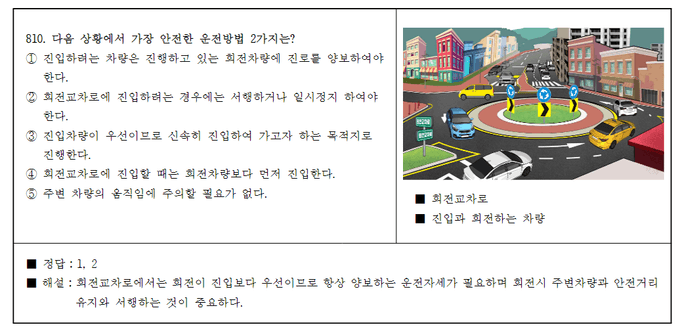 810. 다음 상황에서 가장 안전한 운전방법 2가지는?
① 진입하려는 차량은 진행하고 있는 회전차량에 진로를 양보하여야
한다.
② 회전교차로에 진입하려는 경우에는 서행하거나 일시정지 하여야
한다.
③ 진입차량이 우선이므로 신속히 진입하여 가고자 하는 목적지로
진행한다.
④ 회전교차로에 진입할 때는 회전차량보다 먼저 진입한다.
⑤ 주변 차량의 움직임에 주의할 필요가 없다.
■ 회전교차로
■ 진입과 회전하는 차량
■ 정답 : 1, 2
■ 해설 : 회전교차로에서는 회전이 진입보다 우선이므로 항상 양보하는 운전자세가 필요하며 회전시 주변차량과 안전거리
유지와 서행하는 것이 중요하다.